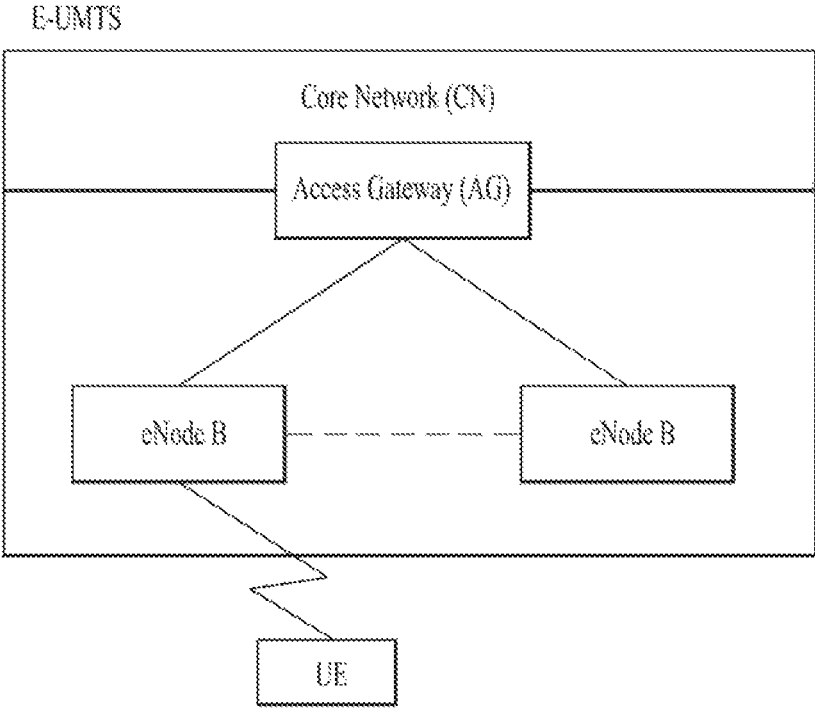 E-UMTS
Core Network (CN)
Access Gateway (AG)
eNode B
eNode B
UE